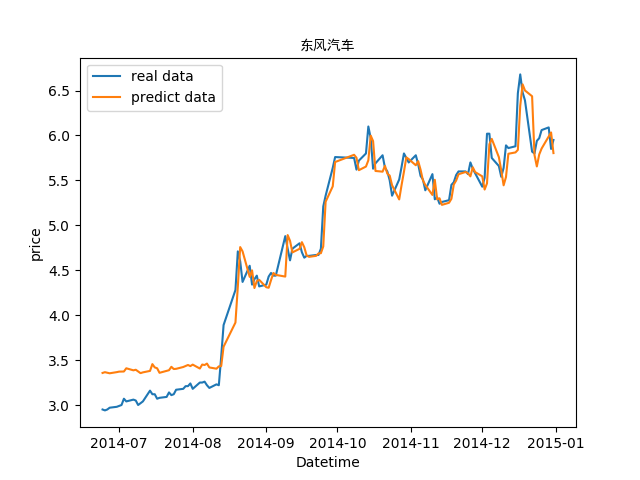 东风汽车
real data
predict data
price
6.5
6.0
5.5
5.0
4.5
4.0
3.5
3.0
2014-07 2014-08 2014-09 2014-10 2014-11 2014-12 2015-01
Datetime